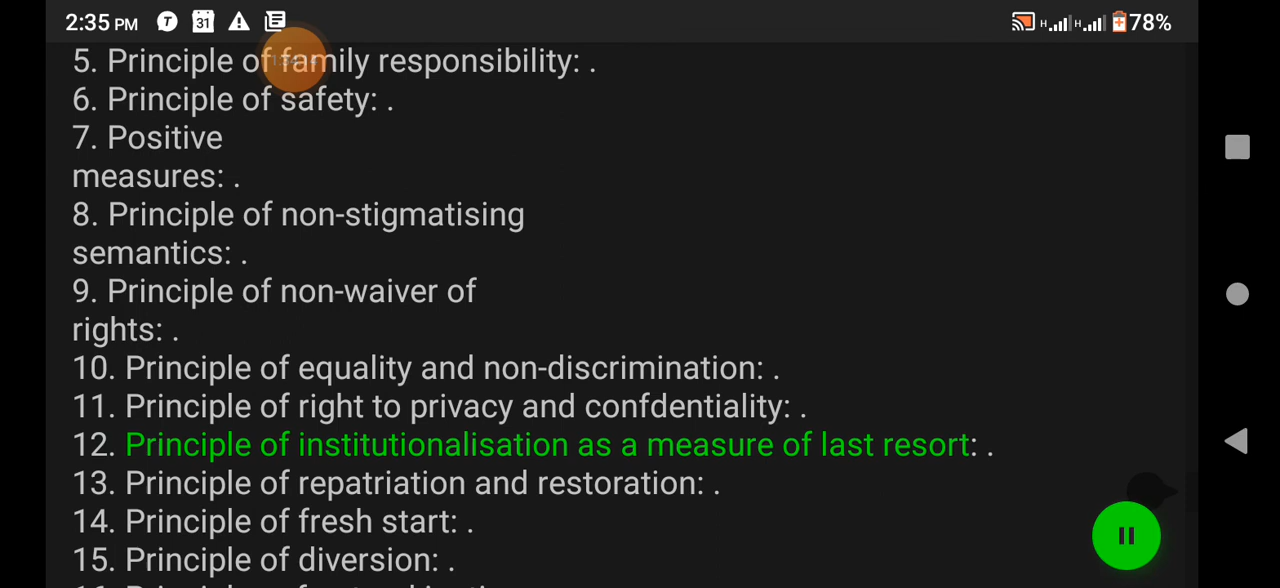 2:35 PM T 31 H H 78%
5. Principle of family responsibility: .
6. Principle of safety: .
7. Positive
measures: .
8. Principle of non-stigmatising
semantics: .
9. Principle of non-waiver of
rights: .
10. Principle of equality and non-discrimination: .
11. Principle of right to privacy and confdentiality: .
12. Principle of institutionalisation as a measure of last resort: .
13. Principle of repatriation and restoration: .
14. Principle of fresh start: .
15. Principle of diversion: .